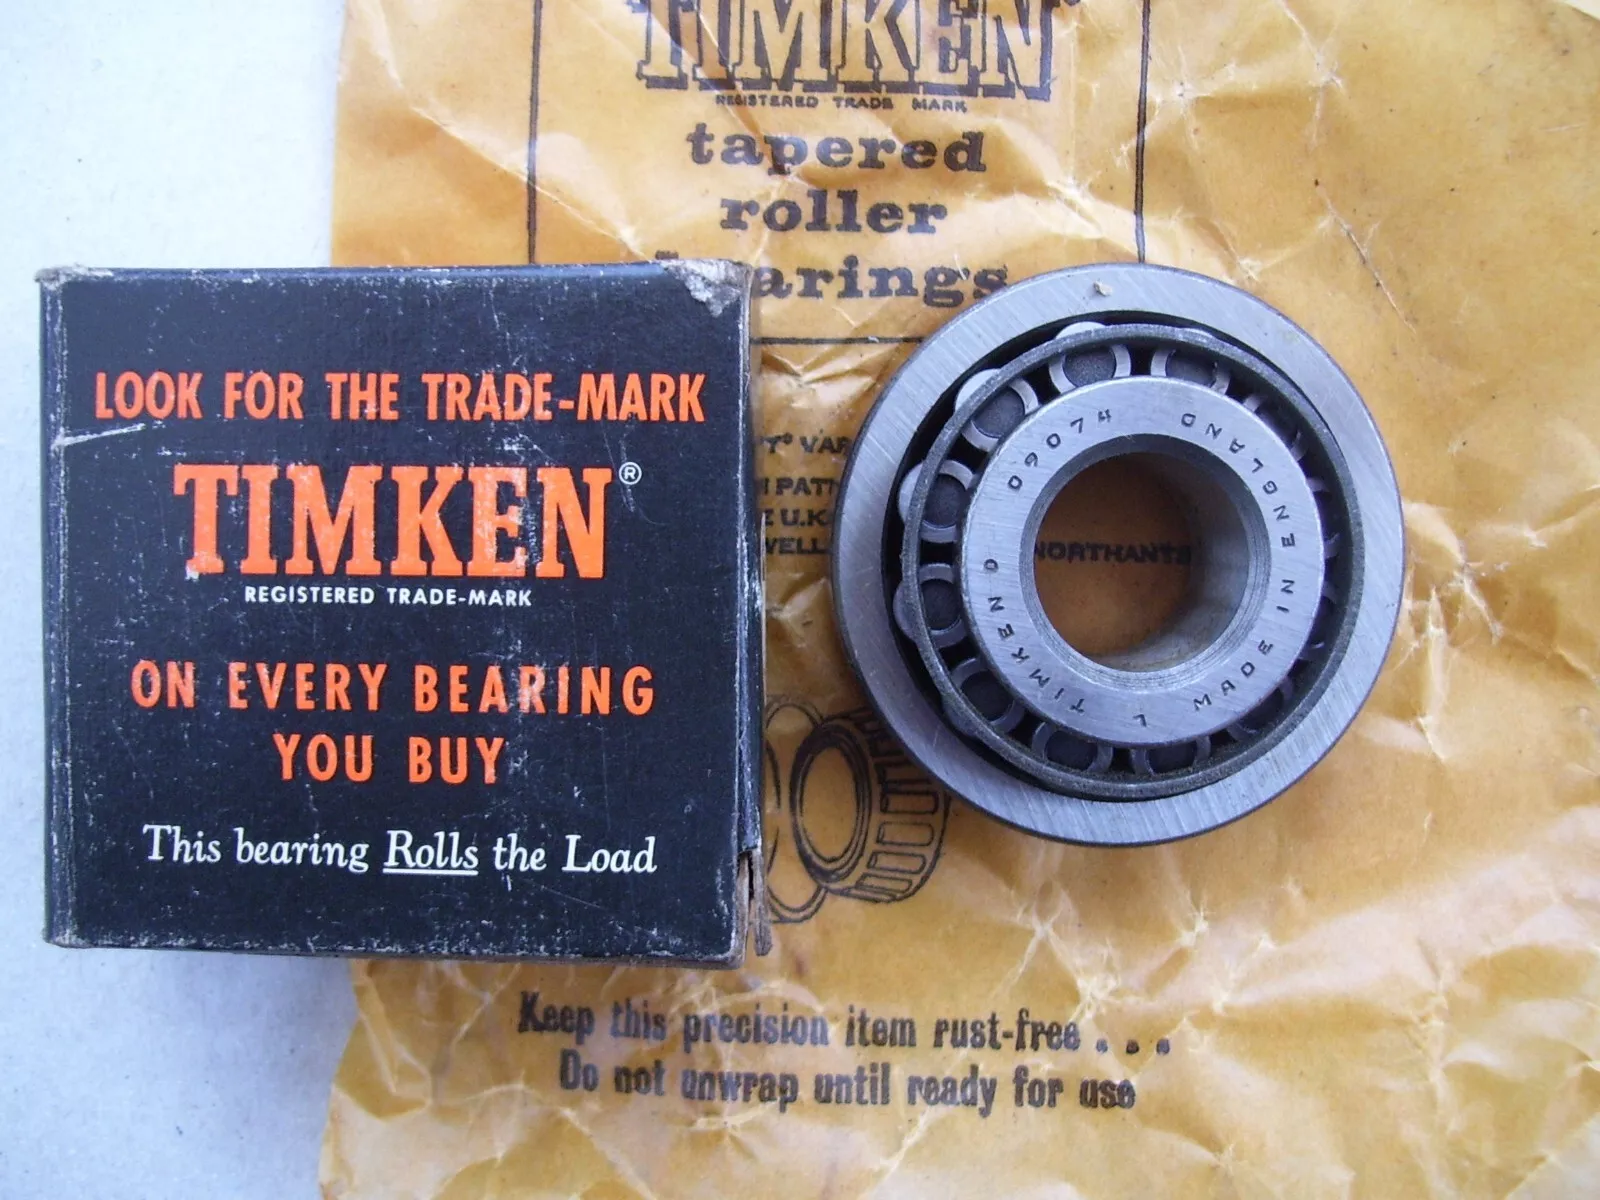 TIMKEN
REGISTERED TRADE MARK
tapered
roller
LOOK FOR THE TRADE-MARK
TIMKEN®
REGISTERED TRADE-MARK
ON EVERY BEARING
YOU BUY
This bearing Rolls the Load
TIMKEN 09074
L MADE IN ENGLAND
U.K.
NORTHANTS
Keep this precision item rust-free . . .
Do not unwrap until ready for use